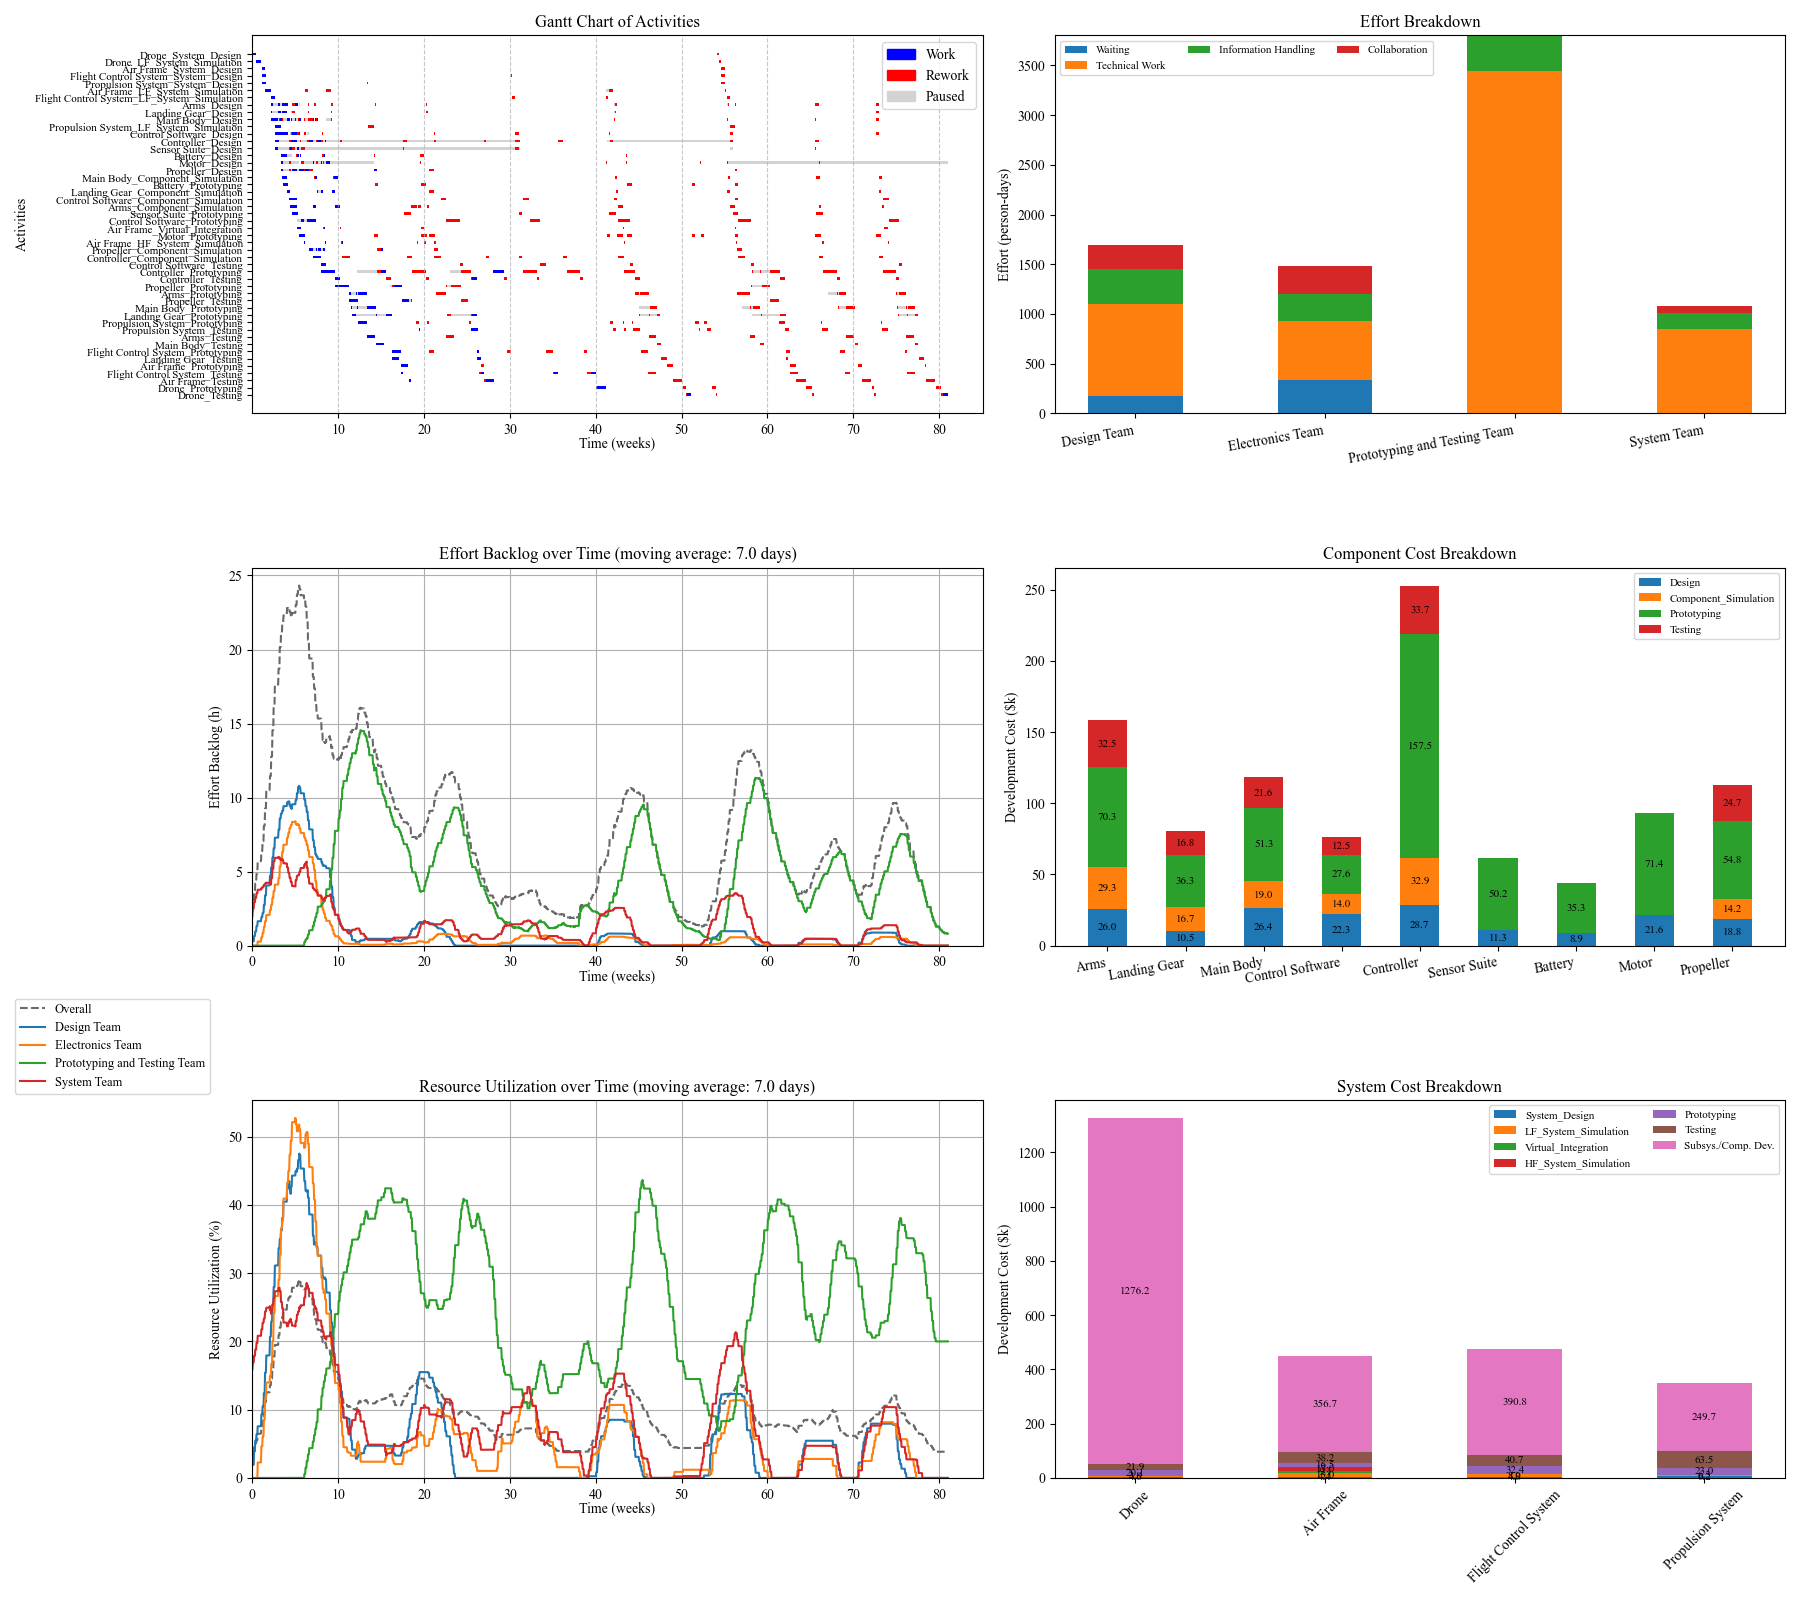 Gantt Chart of Activities
Activities
Drone_System_Design
Drone_LF_System_Simulation
Air Frame_System_Design
Flight Control System_System_Design
Propulsion System_System_Design
Air Frame_LF_System_Simulation
Flight Control System_LF_System_Simulation
Arms_Design
Landing Gear_Design
Main Body_Design
Propulsion System_LF_System_Simulation
Control Software_Design
Controller_Design
Sensor Suite_Design
Battery_Design
Motor_Design
Propeller_Design
Main Body_Component_Simulation
Battery_Prototyping
Landing Gear_Component_Simulation
Control Software_Component_Simulation
Arms_Component_Simulation
Sensor Suite_Prototyping
Control Software_Prototyping
Air Frame_Virtual_Integration
Motor_Prototyping
Air Frame_HF_System_Simulation
Propeller_Component_Simulation
Controller_Component_Simulation
Control Software_Testing
Controller_Prototyping
Controller_Testing
Propeller_Prototyping
Arms_Prototyping
Propeller_Testing
Main Body_Prototyping
Landing Gear_Prototyping
Propulsion System_Prototyping
Propulsion System_Testing
Arms_Testing
Main Body_Testing
Flight Control System_Prototyping
Landing Gear_Testing
Air Frame_Prototyping
Flight Control System_Testing
Air Frame_Testing
Drone_Prototyping
Drone_Testing
Work
Rework
Paused
10 20 30 40 50 60 70 80
Time (weeks)
Effort Breakdown
Effort (person-days)
Waiting
Technical Work
Information Handling
Collaboration
3500
3000
2500
2000
1500
1000
500
0
Design Team
Electronics Team
Prototyping and Testing Team
System Team
Effort Backlog over Time (moving average: 7.0 days)
Effort Backlog (h)
25
20
15
10
5
0
0 10 20 30 40 50 60 70 80
Time (weeks)
Component Cost Breakdown
Development Cost ($k)
Design
Component_Simulation
Prototyping
Testing
250
200
150
100
50
0
32.5
70.3
29.3
26.0
16.8
36.3
16.7
10.5
21.6
51.3
19.0
26.4
12.5
27.6
14.0
22.3
33.7
157.5
32.9
28.7
50.2
11.3
35.3
8.9
71.4
21.6
24.7
54.8
14.2
18.8
Arms
Landing Gear
Main Body
Control Software
Controller
Sensor Suite
Battery
Motor
Propeller
Overall
Design Team
Electronics Team
Prototyping and Testing Team
System Team
Resource Utilization over Time (moving average: 7.0 days)
Resource Utilization (%)
50
40
30
20
10
0
0 10 20 30 40 50 60 70 80
Time (weeks)
System Cost Breakdown
Development Cost ($k)
System_Design
LF_System_Simulation
Virtual_Integration
HF_System_Simulation
Prototyping
Testing
Subsys./Comp. Dev.
1200
1000
800
600
400
200
0
1276.2
21.9
356.7
38.2
390.8
40.7
32.4
249.7
63.5
23.0
Drone
Air Frame
Flight Control System
Propulsion System